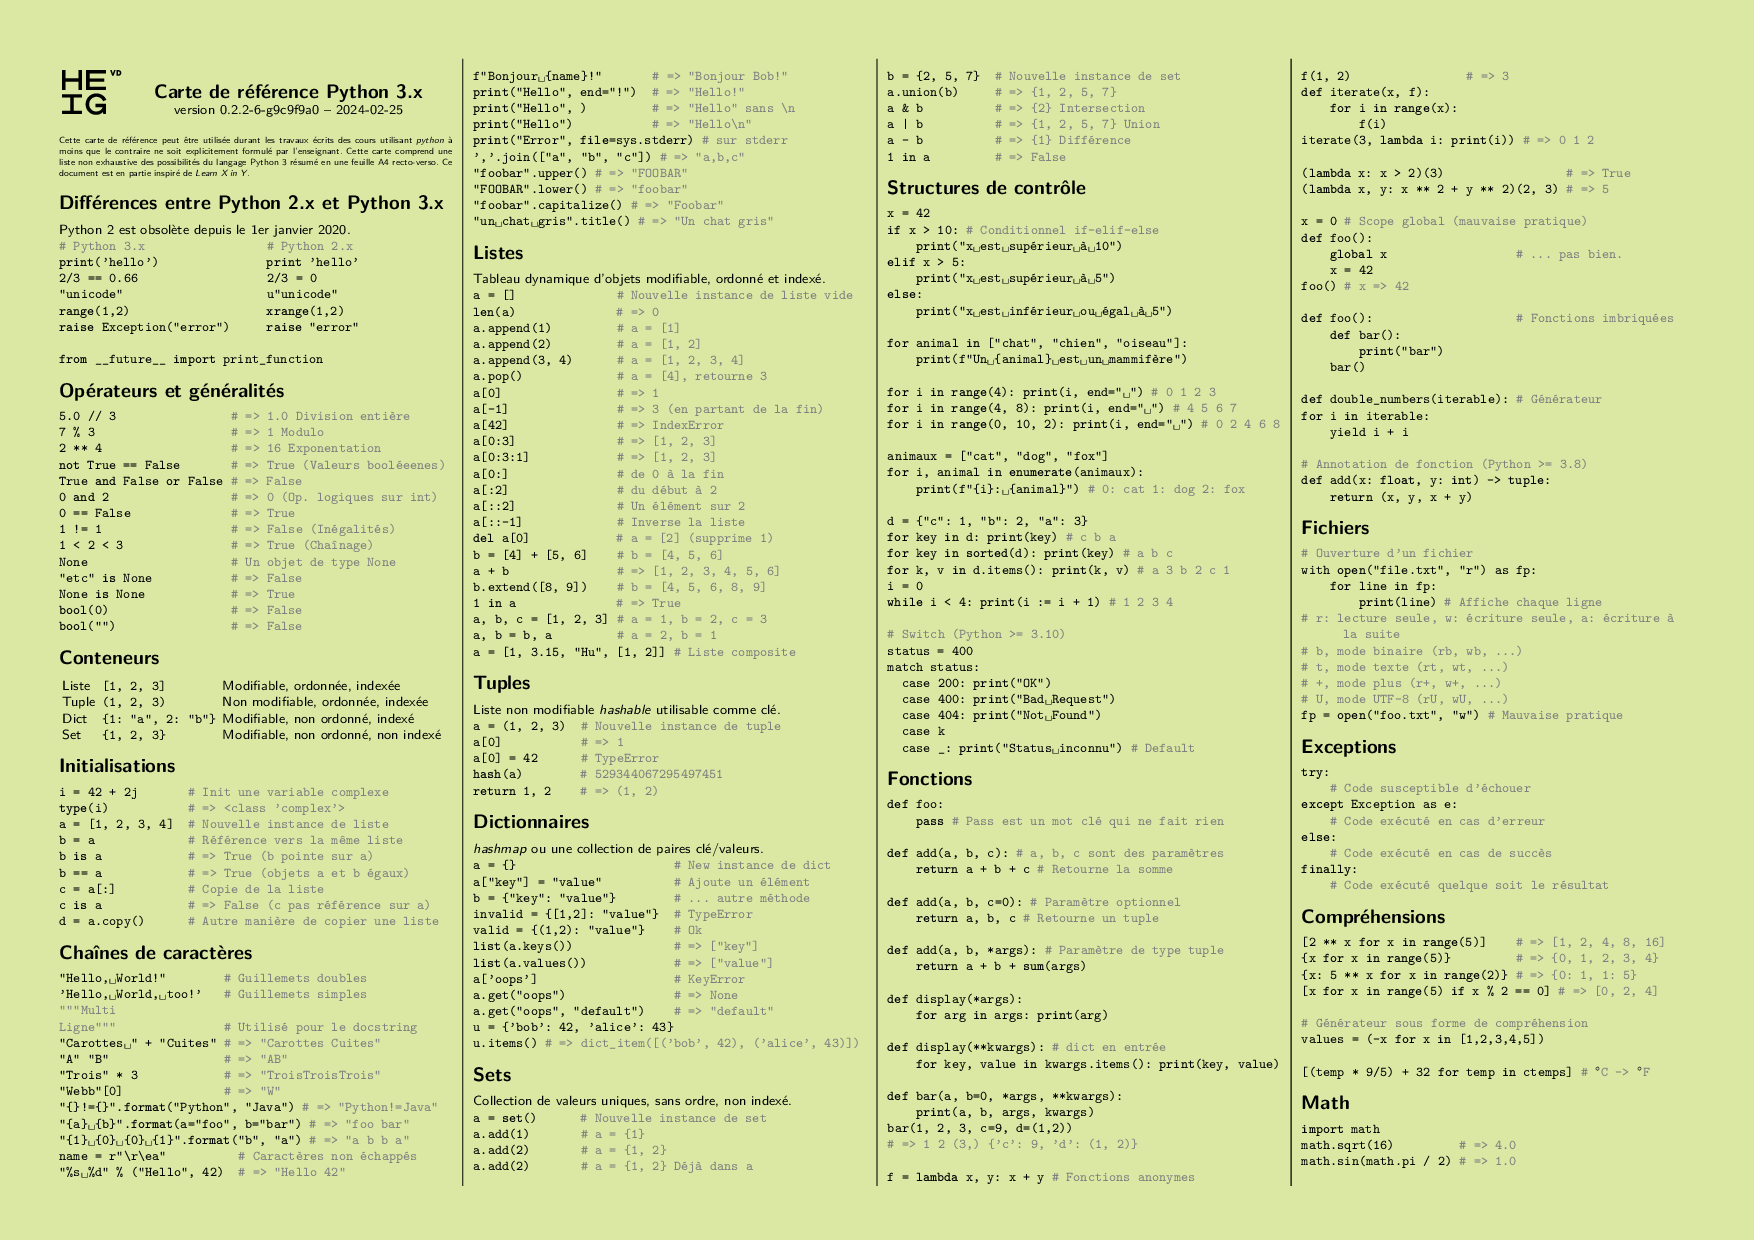 HE VD
IG
Carte de référence Python 3.x
version 0.2.2-6-g9c9f9a0 – 2024-02-25
Cette carte de référence peut être utilisée durant les travaux écrits des cours utilisant python à
moins que le contraire ne soit explicitement formulé par l'enseignant. Cette carte comprend une
liste non exhaustive des possibilités du langage Python 3 résumé en une feuille A4 recto-verso. Ce
document est en partie inspiré de Learn X in Y.
Différences entre Python 2.x et Python 3.x
Python 2 est obsolète depuis le 1er janvier 2020.
# Python 3.x # Python 2.x
print('hello') print 'hello'
2/3 == 0.66 2/3 = 0
"unicode" u"unicode"
range(1,2) xrange(1,2)
raise Exception("error") raise "error"
from __future__ import print_function
Opérateurs et généralités
5.0 // 3 # => 1.0 Division entière
7 % 3 # => 1 Modulo
2 ** 4 # => 16 Exponentation
not True == False # => True (Valeurs booléeenes)
True and False or False # => False
0 and 2 # => 0 (Op. logiques sur int)
0 == False # => True
1 != 1 # => False (Inégalités)
1 < 2 < 3 # => True (Chaînage)
None # Un objet de type None
"etc" is None # => False
None is None # => True
bool(0) # => False
bool("") # => False
Conteneurs
Liste [1, 2, 3] Modifiable, ordonnée, indexée
Tuple (1, 2, 3) Non modifiable, ordonnée, indexée
Dict {1: "a", 2: "b"} Modifiable, non ordonné, indexé
Set {1, 2, 3} Modifiable, non ordonné, non indexé
Initialisations
i = 42 + 2j # Init une variable complexe
type(i) # => <class 'complex'>
a = [1, 2, 3, 4] # Nouvelle instance de liste
b = a # Référence vers la même liste
b is a # => True (b pointe sur a)
b == a # => True (objets a et b égaux)
c = a[:] # Copie de la liste
c is a # => False (c pas référence sur a)
d = a.copy() # Autre manière de copier une liste
Chaînes de caractères
"Hello,␣World!" # Guillemets doubles
'Hello,␣World,␣too!' # Guillemets simples
"""Multi
Ligne""" # Utilisé pour le docstring
"Carottes␣" + "Cuites" # => "Carottes Cuites"
"A" "B" # => "AB"
"Trois" * 3 # => "TroisTroisTrois"
"Webb"[0] # => "W"
"{}!={}".format("Python", "Java") # => "Python!=Java"
"{a}␣{b}".format(a="foo", b="bar") # => "foo bar"
"{1}␣{0}␣{0}␣{1}".format("b", "a") # => "a b b a"
name = r"\r\ea" # Caractères non échappés
"%s␣%d" % ("Hello", 42) # => "Hello 42"
f"Bonjour␣{name}!" # => "Bonjour Bob!"
print("Hello", end="!") # => "Hello!"
print("Hello", ) # => "Hello" sans \n
print("Hello") # => "Hello\n"
print("Error", file=sys.stderr) # sur stderr
','.join(["a", "b", "c"]) # => "a,b,c"
"foobar".upper() # => "FOOBAR"
"FOOBAR".lower() # => "foobar"
"foobar".capitalize() # => "Foobar"
"un␣chat␣gris".title() # => "Un chat gris"
Listes
Tableau dynamique d'objets modifiable, ordonné et indexé.
a = [] # Nouvelle instance de liste vide
len(a) # => 0
a.append(1) # a = [1]
a.append(2) # a = [1, 2]
a.append(3, 4) # a = [1, 2, 3, 4]
a.pop() # a = [4], retourne 3
a[0] # => 1
a[-1] # => 3 (en partant de la fin)
a[42] # => IndexError
a[0:3] # => [1, 2, 3]
a[0:3:1] # => [1, 2, 3]
a[0:] # de 0 à la fin
a[:2] # du début à 2
a[::2] # Un élément sur 2
a[::-1] # Inverse la liste
del a[0] # a = [2] (supprime 1)
b = [4] + [5, 6] # b = [4, 5, 6]
a + b # => [1, 2, 3, 4, 5, 6]
b.extend([8, 9]) # b = [4, 5, 6, 8, 9]
1 in a # => True
a, b, c = [1, 2, 3] # a = 1, b = 2, c = 3
a, b = b, a # a = 2, b = 1
a = [1, 3.15, "Hu", [1, 2]] # Liste composite
Tuples
Liste non modifiable hashable utilisable comme clé.
a = (1, 2, 3) # Nouvelle instance de tuple
a[0] # => 1
a[0] = 42 # TypeError
hash(a) # 529344067295497451
return 1, 2 # => (1, 2)
Dictionnaires
hashmap ou une collection de paires clé/valeurs.
a = {} # New instance de dict
a["key"] = "value" # Ajoute un élément
b = {"key": "value"} # ... autre méthode
invalid = {[1,2]: "value"} # TypeError
valid = {(1,2): "value"} # Ok
list(a.keys()) # => ["key"]
list(a.values()) # => ["value"]
a['oops'] # KeyError
a.get("oops") # => None
a.get("oops", "default") # => "default"
u = {'bob': 42, 'alice': 43}
u.items() # => dict_item([('bob', 42), ('alice', 43)])
Sets
Collection de valeurs uniques, sans ordre, non indexé.
a = set() # Nouvelle instance de set
a.add(1) # a = {1}
a.add(2) # a = {1, 2}
a.add(2) # a = {1, 2} Déjà dans a
b = {2, 5, 7} # Nouvelle instance de set
a.union(b) # => {1, 2, 5, 7}
a & b # => {2} Intersection
a | b # => {1, 2, 5, 7} Union
a - b # => {1} Différence
1 in a # => False
Structures de contrôle
x = 42
if x > 10: # Conditionnel if-elif-else
print("x␣est␣supérieur␣à␣10")
elif x > 5:
print("x␣est␣supérieur␣à␣5")
else:
print("x␣est␣inférieur␣ou␣égal␣à␣5")
for animal in ["chat", "chien", "oiseau"]:
print(f"Un␣{animal}␣est␣un␣mammifère")
for i in range(4): print(i, end="␣") # 0 1 2 3
for i in range(4, 8): print(i, end="␣") # 4 5 6 7
for i in range(0, 10, 2): print(i, end="␣") # 0 2 4 6 8
animaux = ["cat", "dog", "fox"]
for i, animal in enumerate(animaux):
print(f"{i}:␣{animal}") # 0: cat 1: dog 2: fox
d = {"c": 1, "b": 2, "a": 3}
for key in d: print(key) # c b a
for key in sorted(d): print(key) # a b c
for k, v in d.items(): print(k, v) # a 3 b 2 c 1
i = 0
while i < 4: print(i := i + 1) # 1 2 3 4
# Switch (Python >= 3.10)
status = 400
match status:
case 200: print("OK")
case 400: print("Bad␣Request")
case 404: print("Not␣Found")
case k
case _: print("Status␣inconnu") # Default
Fonctions
def foo:
pass # Pass est un mot clé qui ne fait rien
def add(a, b, c): # a, b, c sont des paramètres
return a + b + c # Retourne la somme
def add(a, b, c=0): # Paramètre optionnel
return a, b, c # Retourne un tuple
def add(a, b, *args): # Paramètre de type tuple
return a + b + sum(args)
def display(*args):
for arg in args: print(arg)
def display(**kwargs): # dict en entrée
for key, value in kwargs.items(): print(key, value)
def bar(a, b=0, *args, **kwargs):
print(a, b, args, kwargs)
bar(1, 2, 3, c=9, d=(1,2))
# => 1 2 (3,) {'c': 9, 'd': (1, 2)}
f = lambda x, y: x + y # Fonctions anonymes
f(1, 2) # => 3
def iterate(x, f):
for i in range(x):
f(i)
iterate(3, lambda i: print(i)) # => 0 1 2
(lambda x: x > 2)(3) # => True
(lambda x, y: x ** 2 + y ** 2)(2, 3) # => 5
x = 0 # Scope global (mauvaise pratique)
def foo():
global x # ... pas bien.
x = 42
foo() # x => 42
def foo(): # Fonctions imbriquées
def bar():
print("bar")
bar()
def double_numbers(iterable): # Générateur
for i in iterable:
yield i + i
# Annotation de fonction (Python >= 3.8)
def add(x: float, y: int) -> tuple:
return (x, y, x + y)
Fichiers
# Ouverture d'un fichier
with open("file.txt", "r") as fp:
for line in fp:
print(line) # Affiche chaque ligne
# r: lecture seule, w: écriture seule, a: écriture à
la suite
# b, mode binaire (rb, wb, ...)
# t, mode texte (rt, wt, ...)
# +, mode plus (r+, w+, ...)
# U, mode UTF-8 (rU, wU, ...)
fp = open("foo.txt", "w") # Mauvaise pratique
Exceptions
try:
# Code susceptible d'échouer
except Exception as e:
# Code exécuté en cas d'erreur
else:
# Code exécuté en cas de succès
finally:
# Code exécuté quelque soit le résultat
Compréhensions
[2 ** x for x in range(5)] # => [1, 2, 4, 8, 16]
{x for x in range(5)} # => {0, 1, 2, 3, 4}
{x: 5 ** x for x in range(2)} # => {0: 1, 1: 5}
[x for x in range(5) if x % 2 == 0] # => [0, 2, 4]
# Générateur sous forme de compréhension
values = (-x for x in [1,2,3,4,5])
[(temp * 9/5) + 32 for temp in ctemps] # °C -> °F
Math
import math
math.sqrt(16) # => 4.0
math.sin(math.pi / 2) # => 1.0